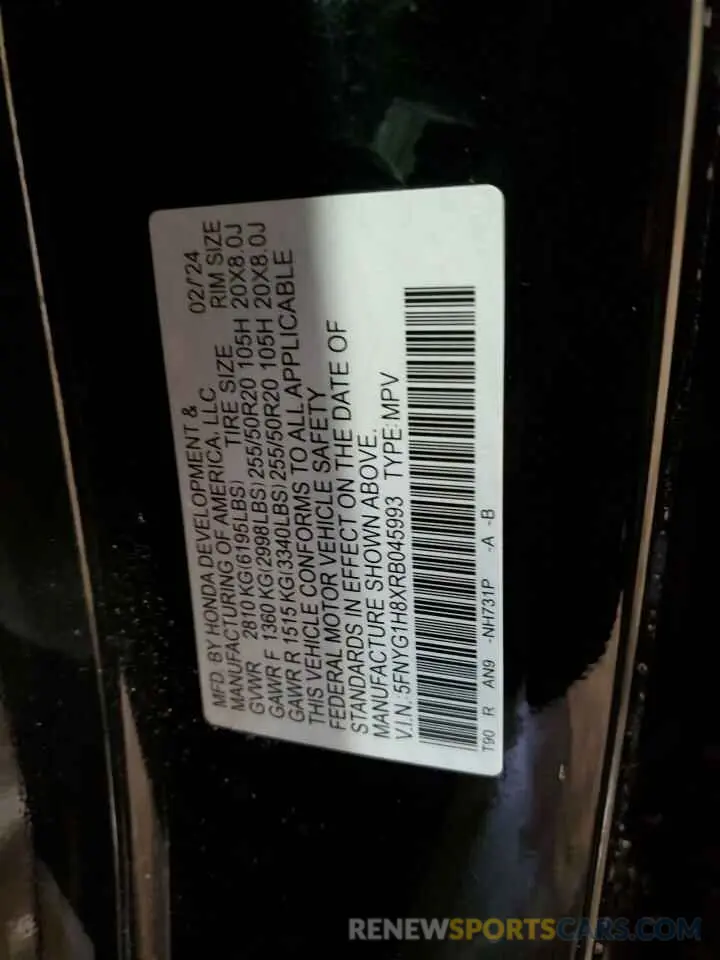 MFD. BY HONDA DEVELOPMENT &
MANUFACTURING OF AMERICA, LLC 02/'24
GVWR 2810 KG(6195LBS) TIRE SIZE RIM SIZE
GAWR F 1360 KG(2998LBS) 255/50R20 105H 20X8.0J
GAWR R 1515 KG(3340LBS) 255/50R20 105H 20X8.0J
THIS VEHICLE CONFORMS TO ALL APPLICABLE
FEDERAL MOTOR VEHICLE SAFETY
STANDARDS IN EFFECT ON THE DATE OF
MANUFACTURE SHOWN ABOVE.
V.I.N.:5FNYG1H8XRB045993 TYPE:MPV
T90 R AN9 -NH731P -A -B
RENEWSPORTSCARS.COM